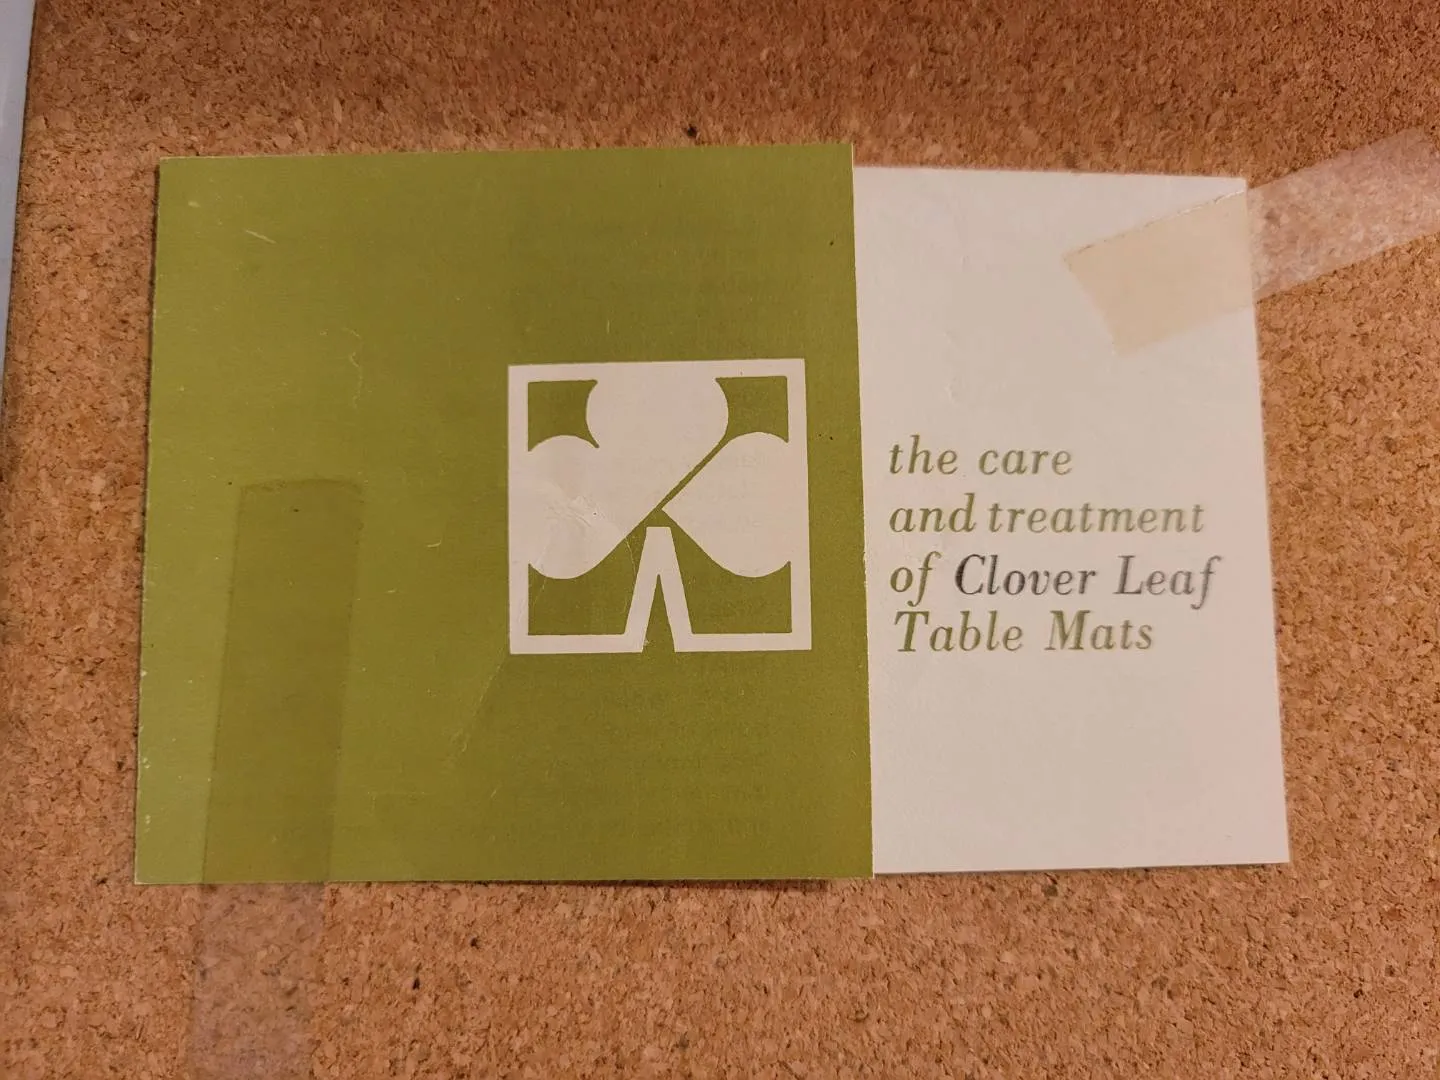 the care
and treatment
of Clover Leaf
Table Mats